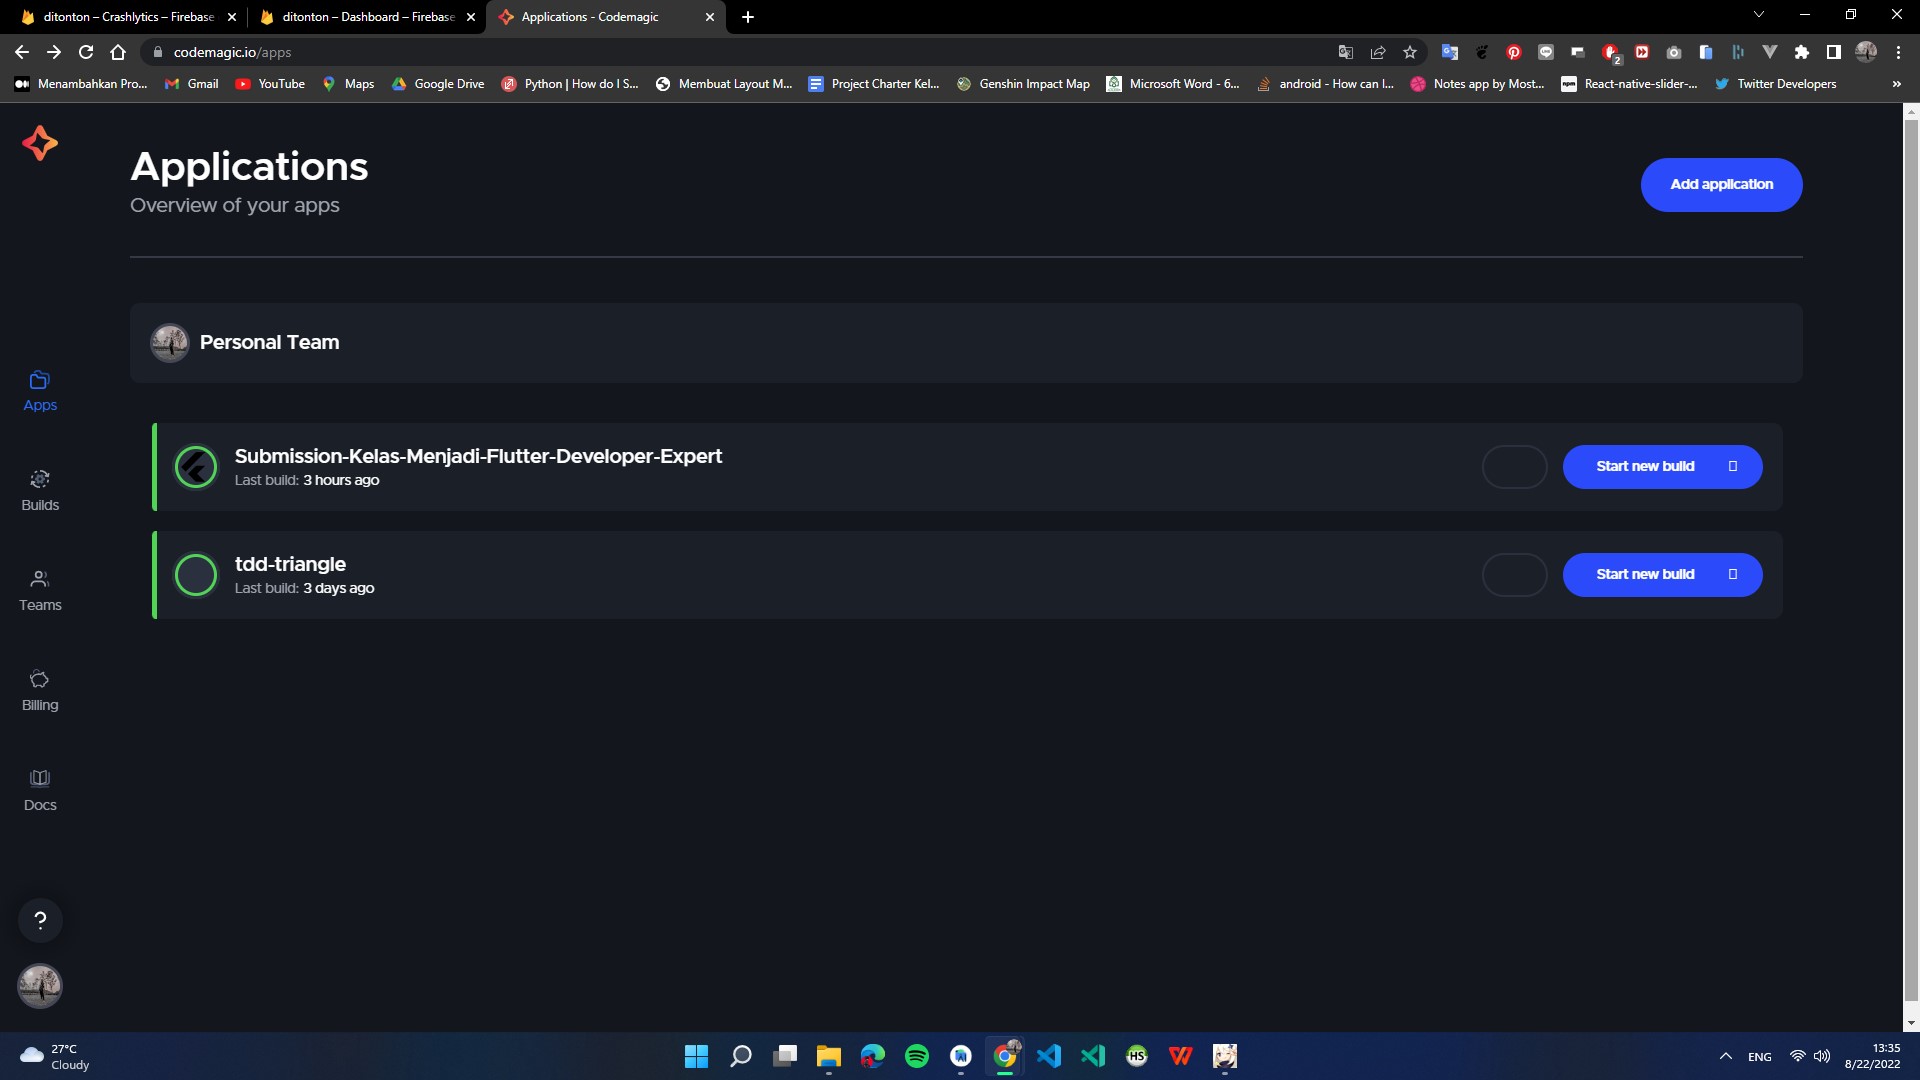 ditonton – Crashlytics – Firebase
ditonton – Dashboard – Firebase
Applications - Codemagic
codemagic.io/apps
2
Menambahkan Pro...
Gmail
YouTube
Maps
Google Drive
Python | How do I S...
Membuat Layout M...
Project Charter Kel...
Genshin Impact Map
Microsoft Word - 6...
android - How can I...
Notes app by Most...
React-native-slider-...
Twitter Developers
»
Applications
Overview of your apps
Add application
Personal Team
Apps
Submission-Kelas-Menjadi-Flutter-Developer-Expert
Last build: 3 hours ago
Start new build
Builds
tdd-triangle
Last build: 3 days ago
Start new build
Teams
Billing
Docs
?
27°C
Cloudy
HS
ENG
13:35
8/22/2022